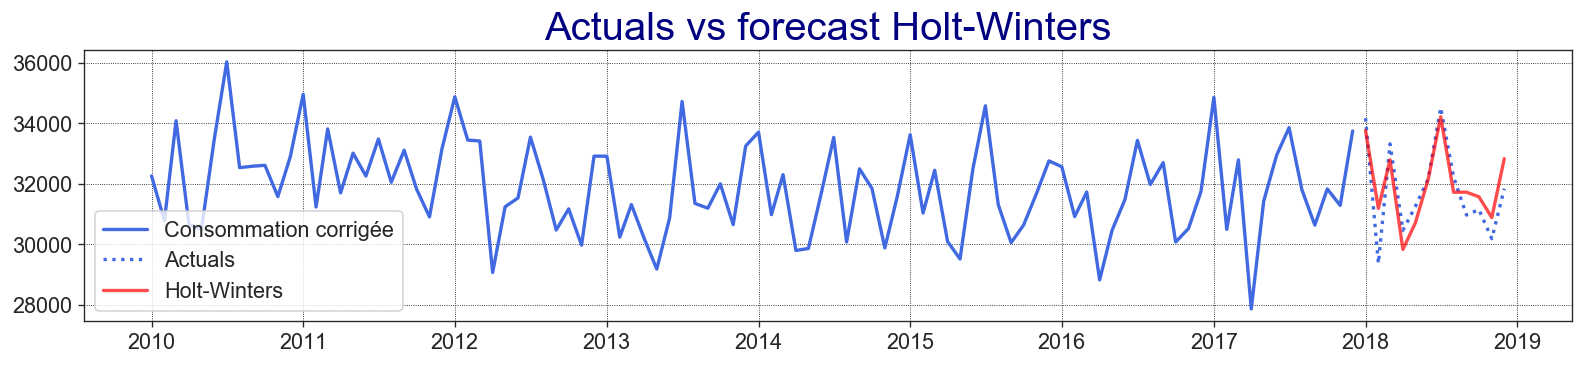 Actuals vs forecast Holt-Winters
36000
34000
32000
30000
28000
Consommation corrigée
Actuals
Holt-Winters
2010 2011 2012 2013 2014 2015 2016 2017 2018 2019